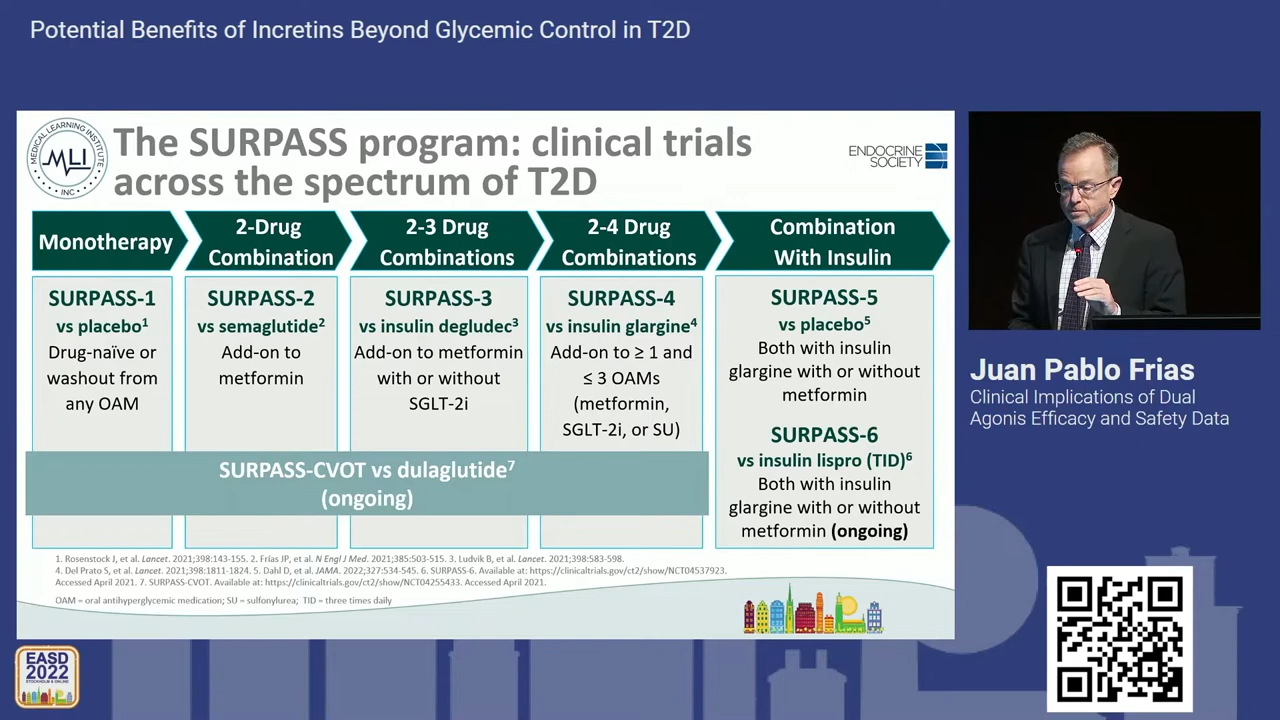 Potential Benefits of Incretins Beyond Glycemic Control in T2D
MEDICAL LEARNING INSTITUTE
MLI
INC
The SURPASS program: clinical trials
across the spectrum of T2D
ENDOCRINE
SOCIETY
Monotherapy
2-Drug
Combination
2-3 Drug
Combinations
2-4 Drug
Combinations
Combination
With Insulin
SURPASS-1
vs placebo¹
Drug-naïve or
washout from
any OAM
SURPASS-2
vs semaglutide²
Add-on to
metformin
SURPASS-3
vs insulin degludec³
Add-on to metformin
with or without
SGLT-2i
SURPASS-4
vs insulin glargine⁴
Add-on to ≥ 1 and
≤ 3 OAMs
(metformin,
SGLT-2i, or SU)
SURPASS-5
vs placebo⁵
Both with insulin
glargine with or without
metformin
SURPASS-6
vs insulin lispro (TID)⁶
Both with insulin
glargine with or without
metformin (ongoing)
SURPASS-CVOT vs dulaglutide⁷
(ongoing)
1. Rosenstock J, et al. Lancet. 2021;398:143-155. 2. Frías JP, et al. N Engl J Med. 2021;385:503-515. 3. Ludvik B, et al. Lancet. 2021;398:583-598.
4. Del Prato S, et al. Lancet. 2021;398:1811-1824. 5. Dahl D, et al. JAMA. 2022;327:534-545. 6. SURPASS-6. Available at: https://clinicaltrials.gov/ct2/show/NCT04537923.
Accessed April 2021. 7. SURPASS-CVOT. Available at: https://clinicaltrials.gov/ct2/show/NCT04255433. Accessed April 2021.
OAM = oral antihyperglycemic medication; SU = sulfonylurea; TID = three times daily
Juan Pablo Frias
Clinical Implications of Dual
Agonis Efficacy and Safety Data
EASD
2022
STOCKHOLM & ONLINE